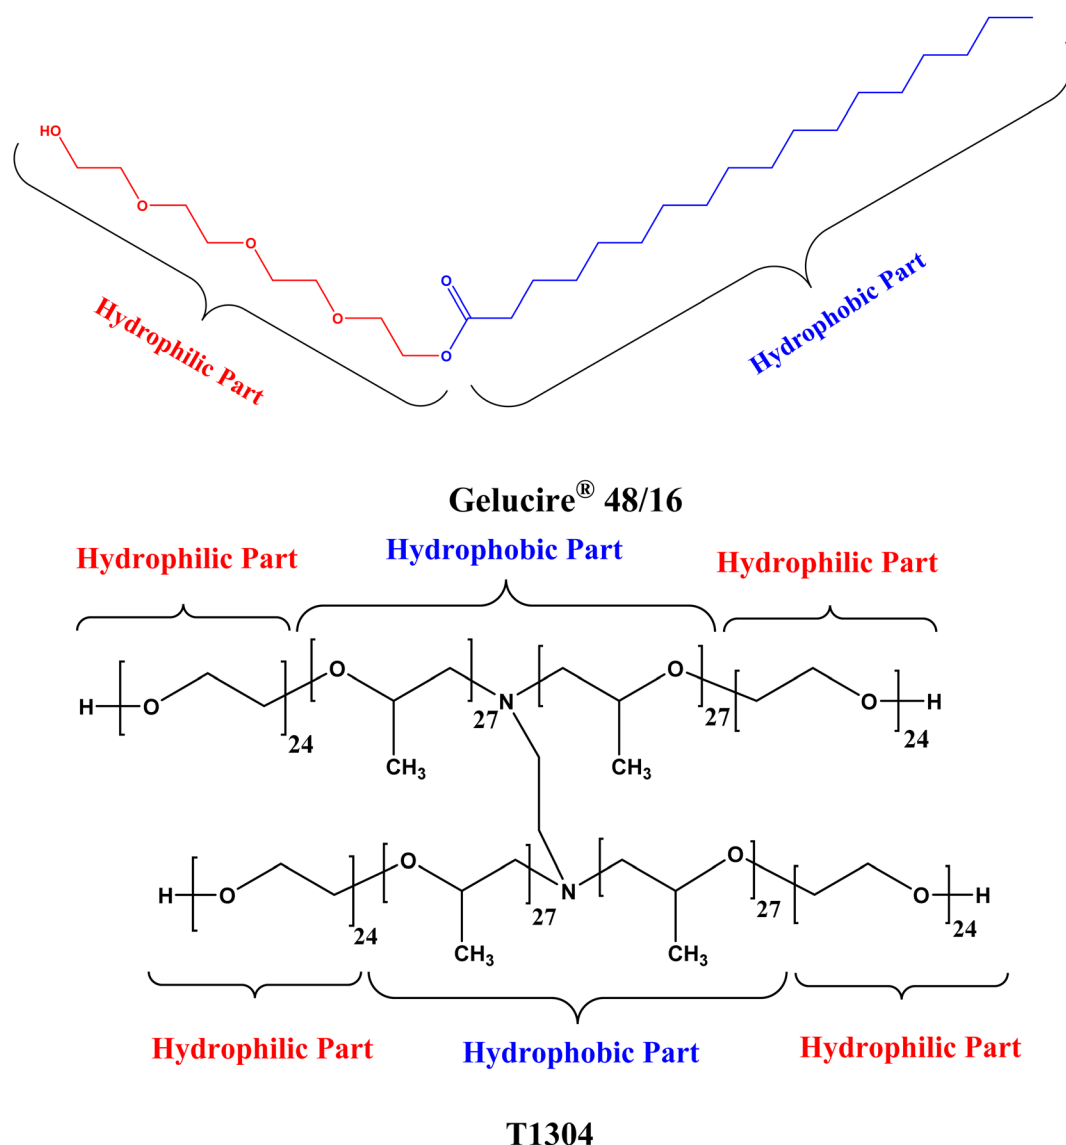 HO
O
O
O
O
O
Hydrophilic Part
Hydrophobic Part
Gelucire® 48/16
Hydrophilic Part
Hydrophobic Part
Hydrophilic Part
H
O
24
O
CH3
27
N
CH3
O
27
O
24
H
H
O
24
O
CH3
27
N
CH3
O
27
O
24
H
Hydrophilic Part
Hydrophobic Part
Hydrophilic Part
T1304